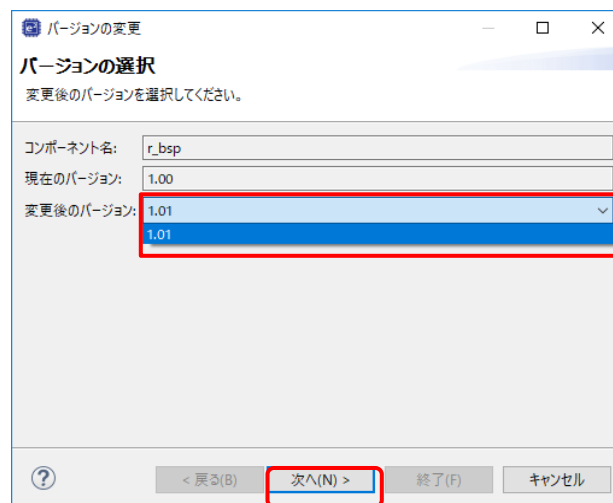 バージョンの変更
バージョンの選択
変更後のバージョンを選択してください。
コンポーネント名: r_bsp
現在のバージョン: 1.00
変更後のバージョン: 1.01
1.01
< 戻る(B) 次へ(N) > 終了(F) キャンセル